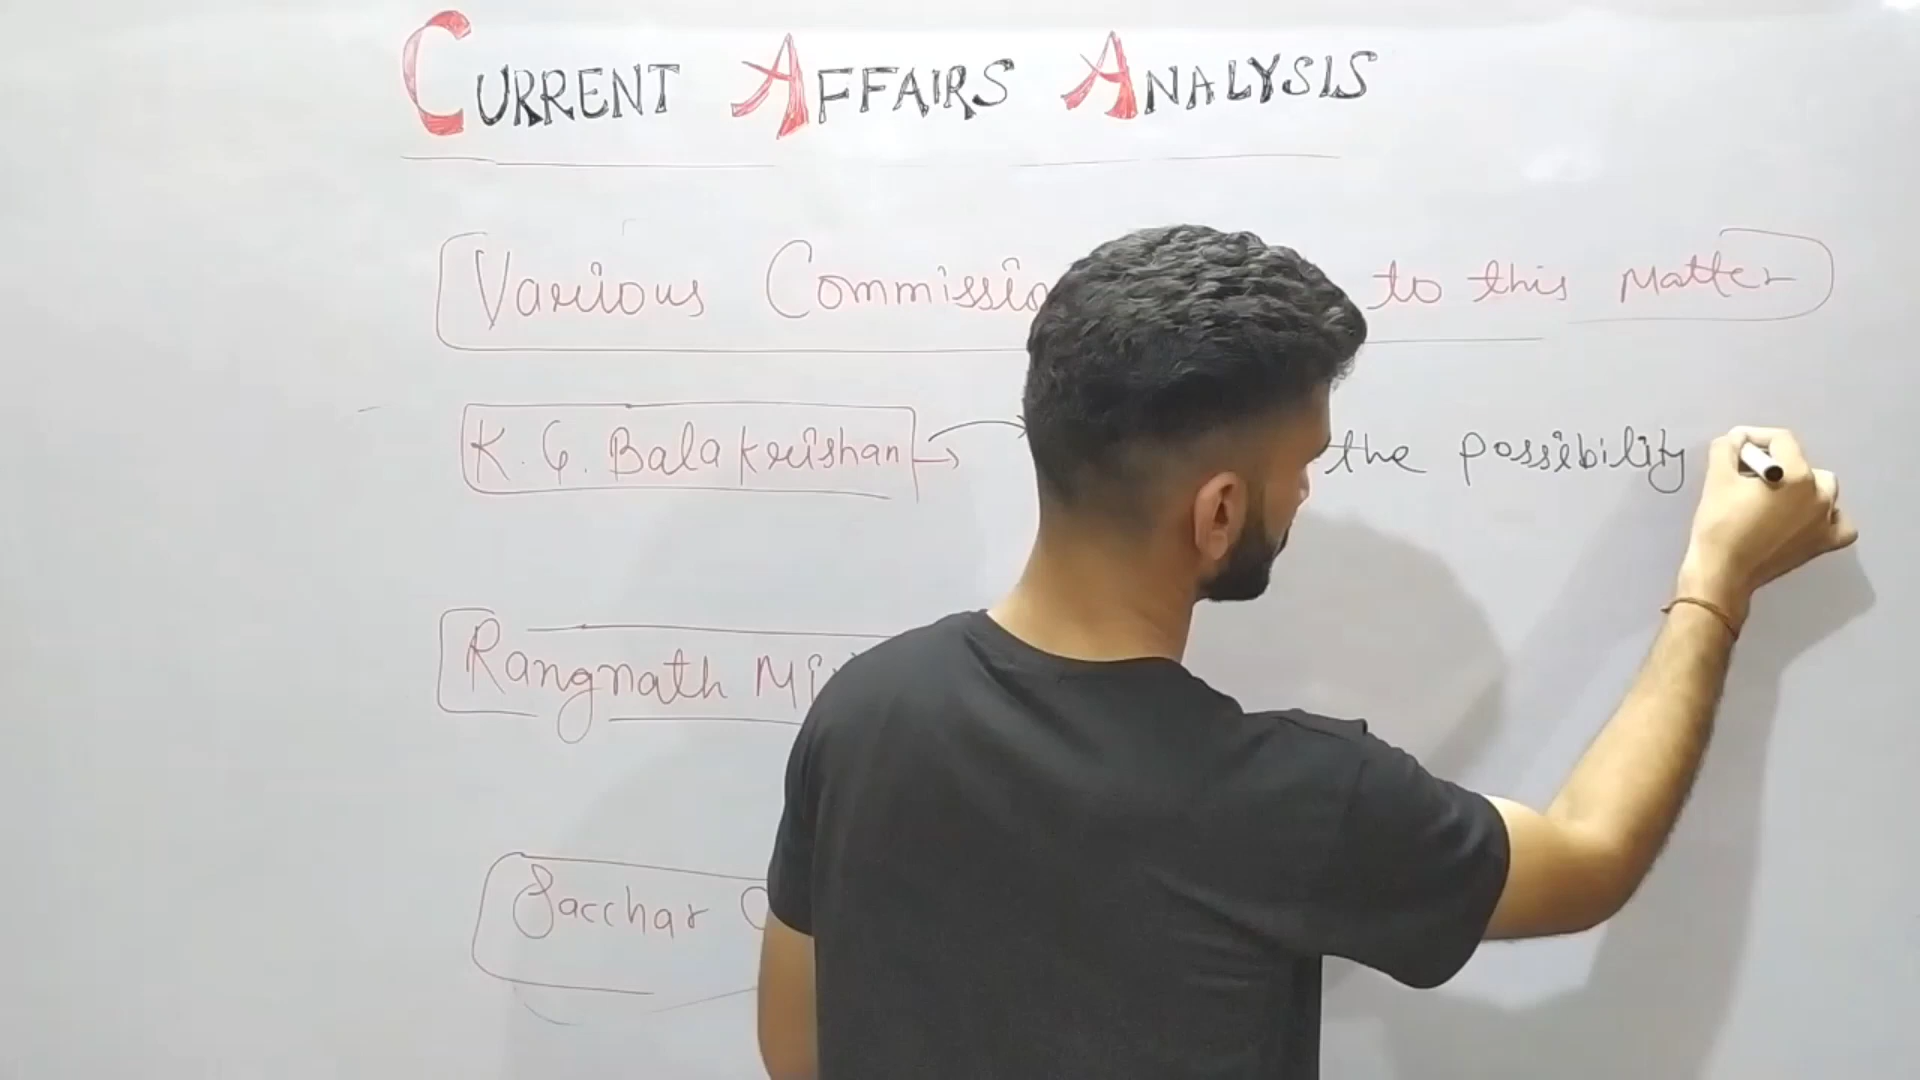 CURRENT AFFAIRS ANALYSIS
Various Commissio to this Matter
K. G. Balakrishan the possibility
Rangnath Mi
Sacchar C